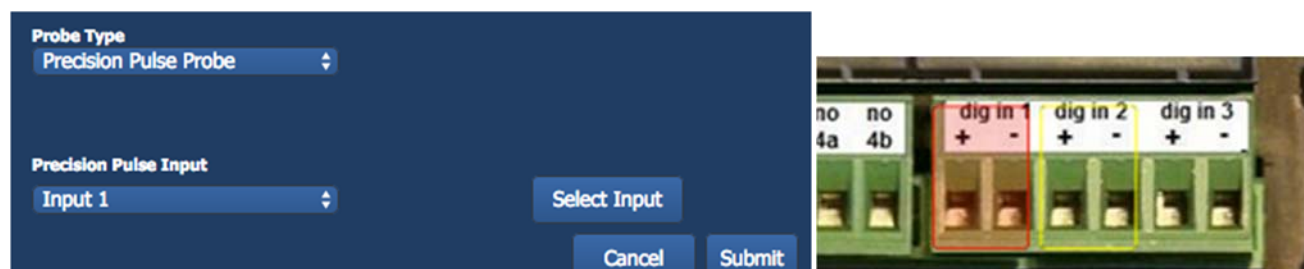 Probe Type
Precision Pulse Probe
Precision Pulse Input
Input 1
Select Input
Cancel Submit
no no dig in 1 dig in 2 dig in 3
4a 4b + - + - + -